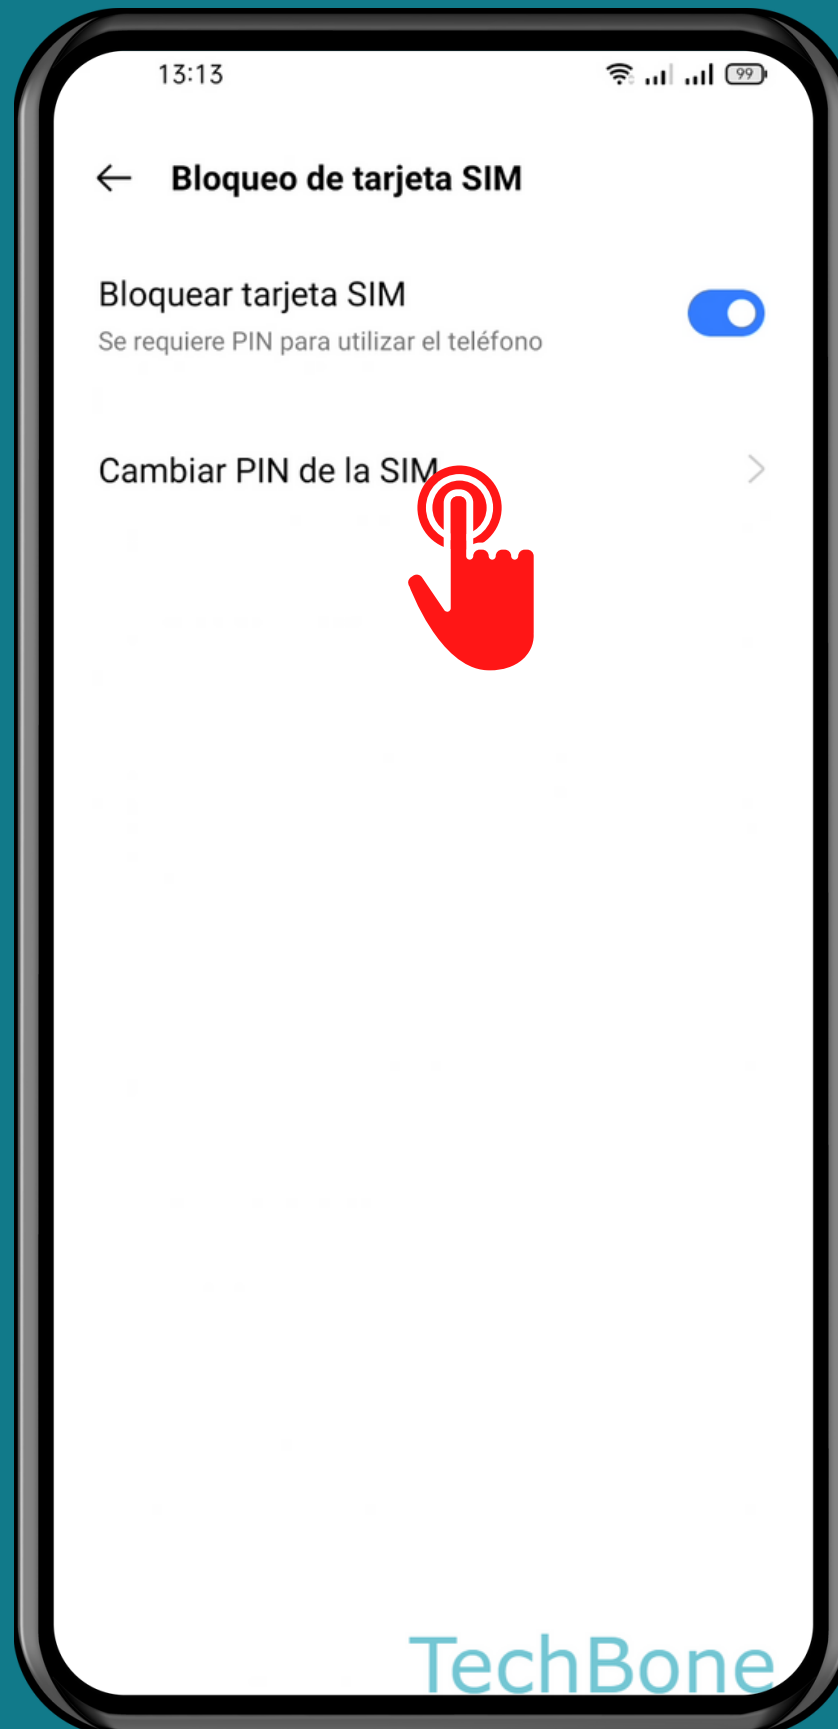 13:13
99
Bloqueo de tarjeta SIM
Bloquear tarjeta SIM
Se requiere PIN para utilizar el teléfono
Cambiar PIN de la SIM
TechBone